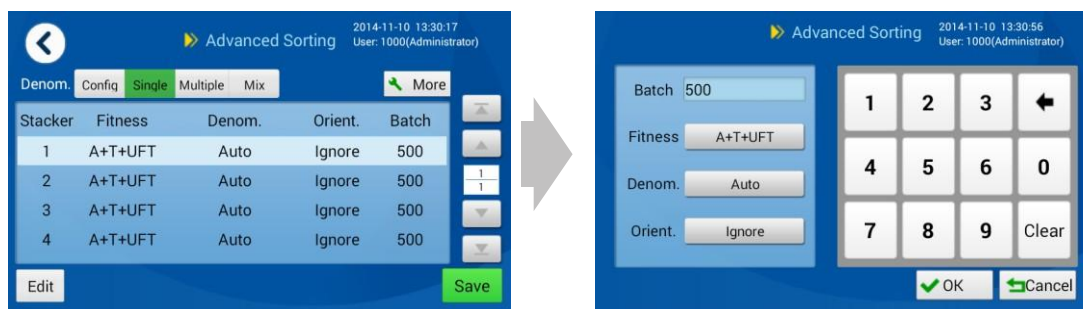 Advanced Sorting
2014-11-10 13:30:17
User: 1000(Administrator)
Denom. Config Single Multiple Mix More
Stacker Fitness Denom. Orient. Batch
1 A+T+UFT Auto Ignore 500
2 A+T+UFT Auto Ignore 500
3 A+T+UFT Auto Ignore 500
4 A+T+UFT Auto Ignore 500
1
1
Edit Save
Advanced Sorting
2014-11-10 13:30:56
User: 1000(Administrator)
Batch 500
Fitness A+T+UFT
Denom. Auto
Orient. Ignore
1 2 3
4 5 6 0
7 8 9 Clear
OK Cancel